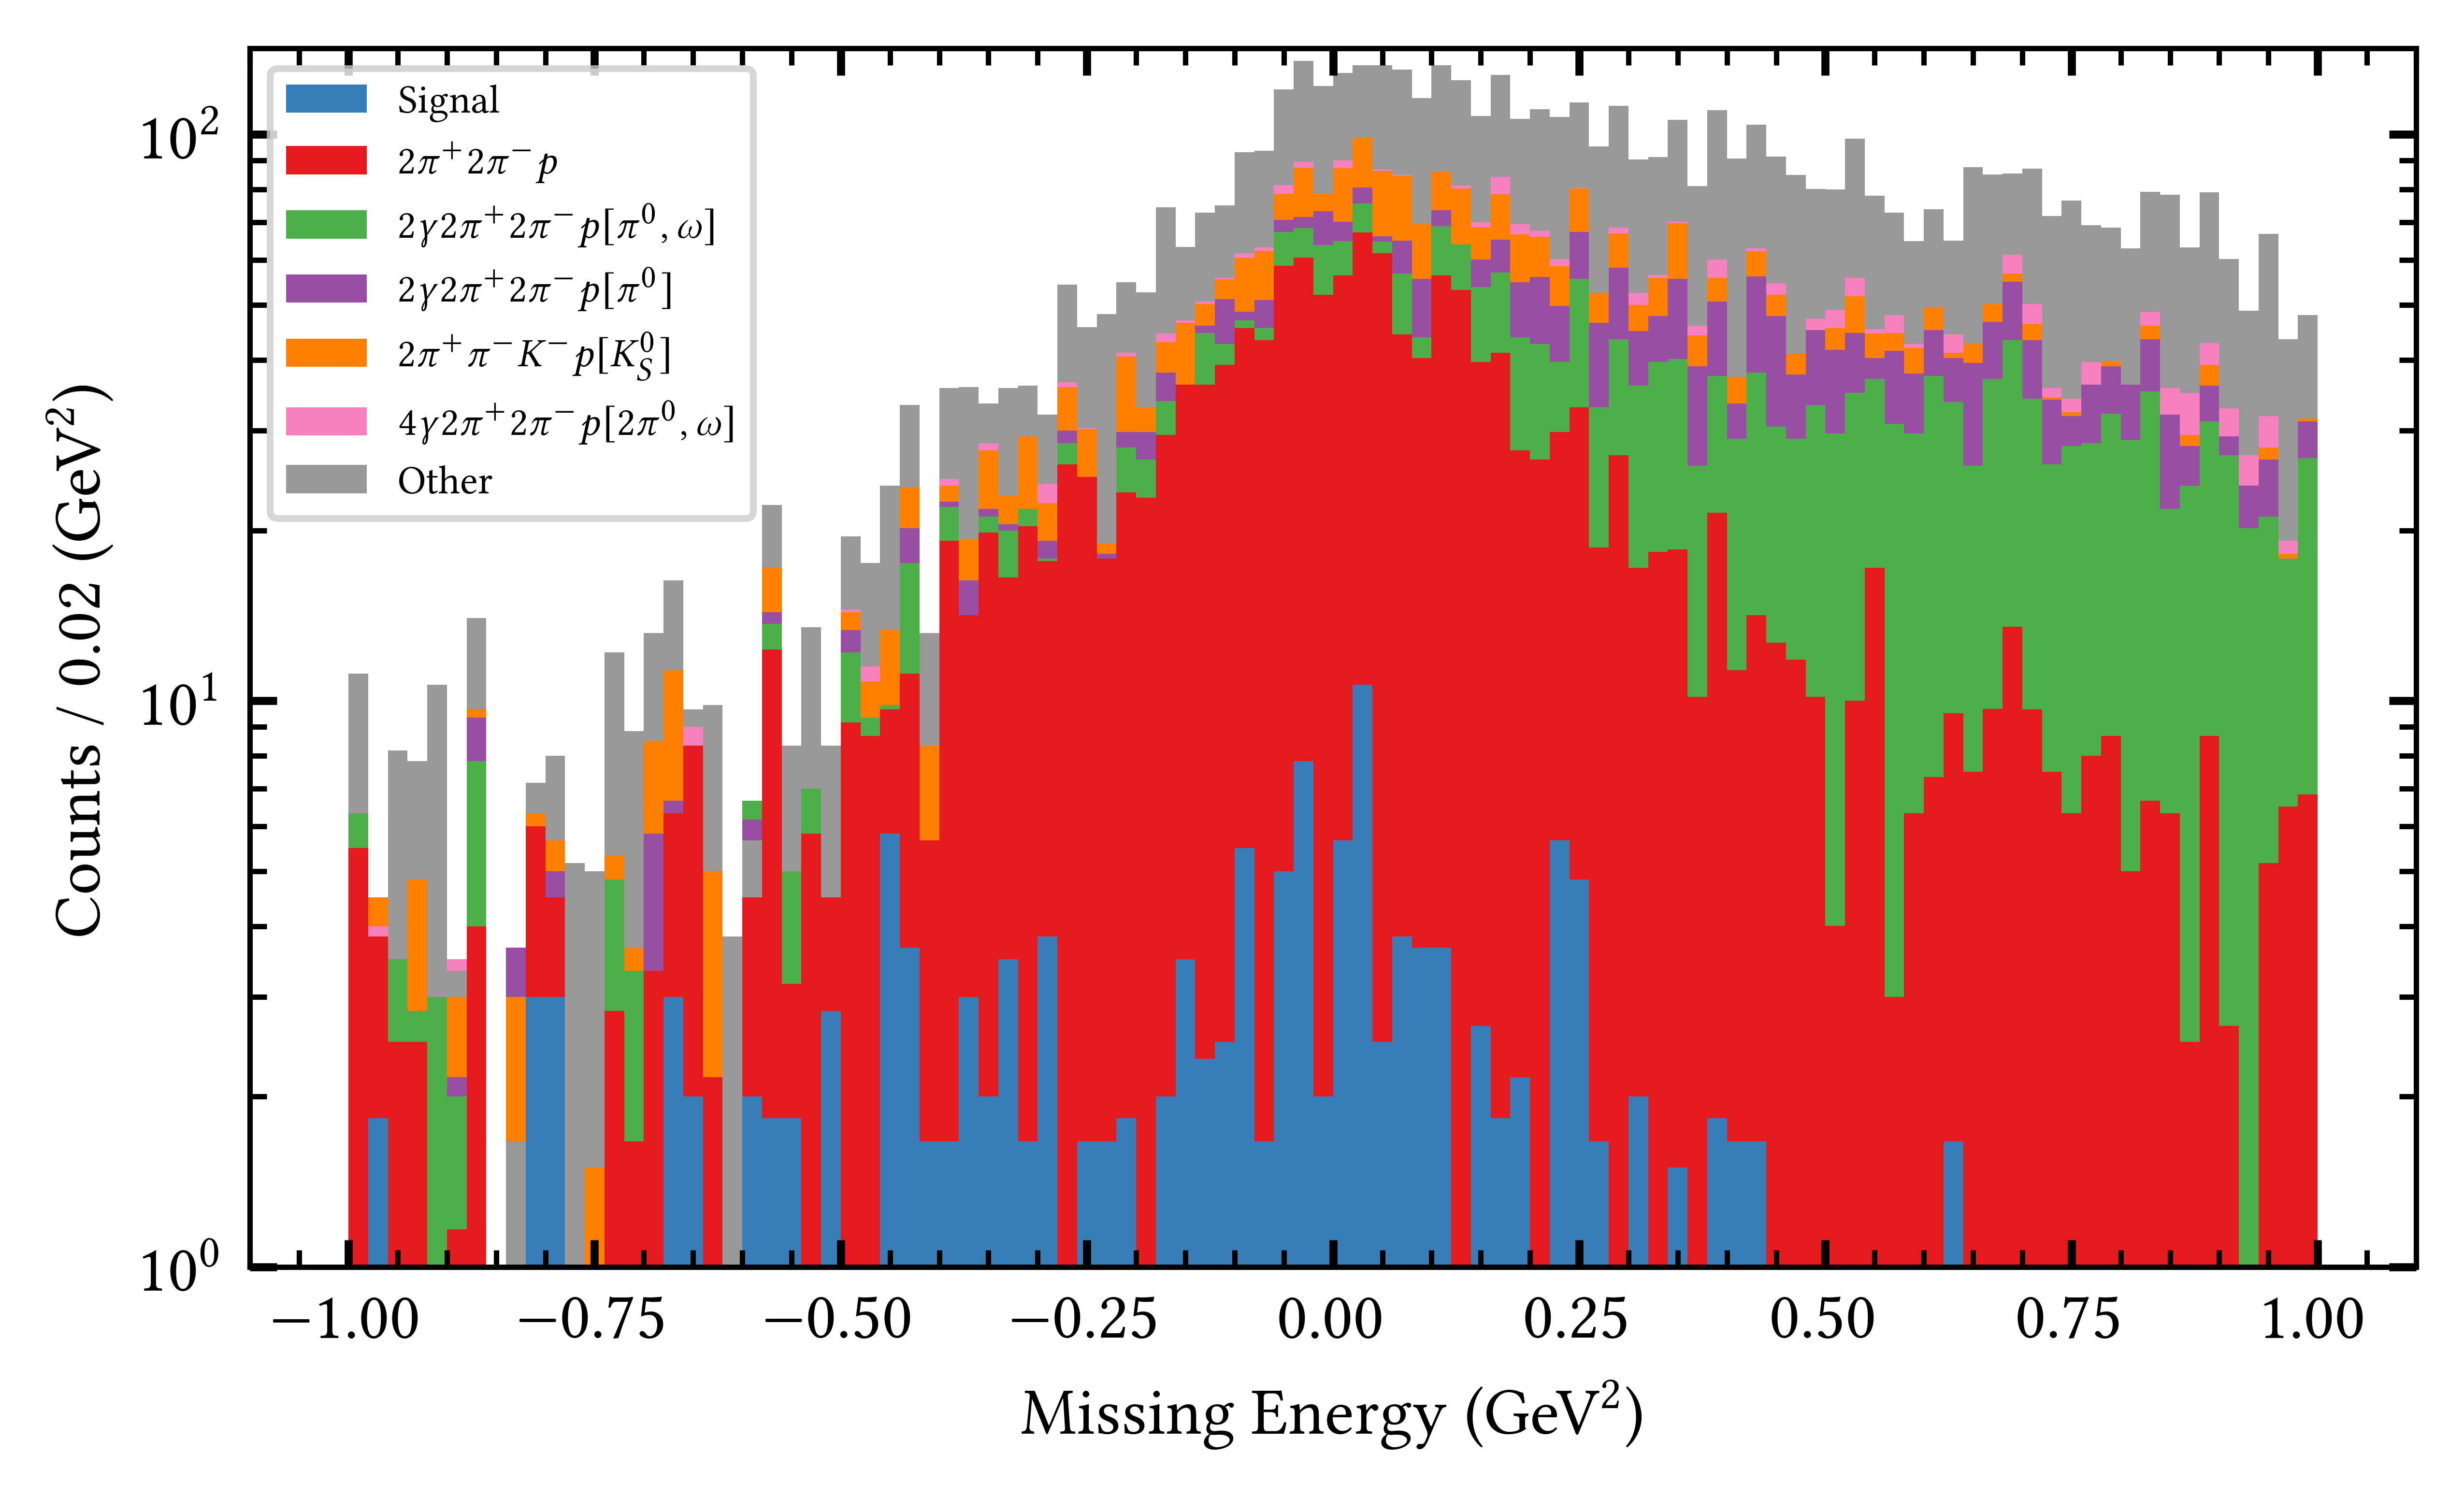 Signal
2π⁺2π⁻p
2γ2π⁺2π⁻p[π⁰, ω]
2γ2π⁺2π⁻p[π⁰]
2π⁺π⁻K⁻p[K_S⁰]
4γ2π⁺2π⁻p[2π⁰, ω]
Other
10²
10¹
10⁰
Counts / 0.02 (GeV²)
−1.00 −0.75 −0.50 −0.25 0.00 0.25 0.50 0.75 1.00
Missing Energy (GeV²)